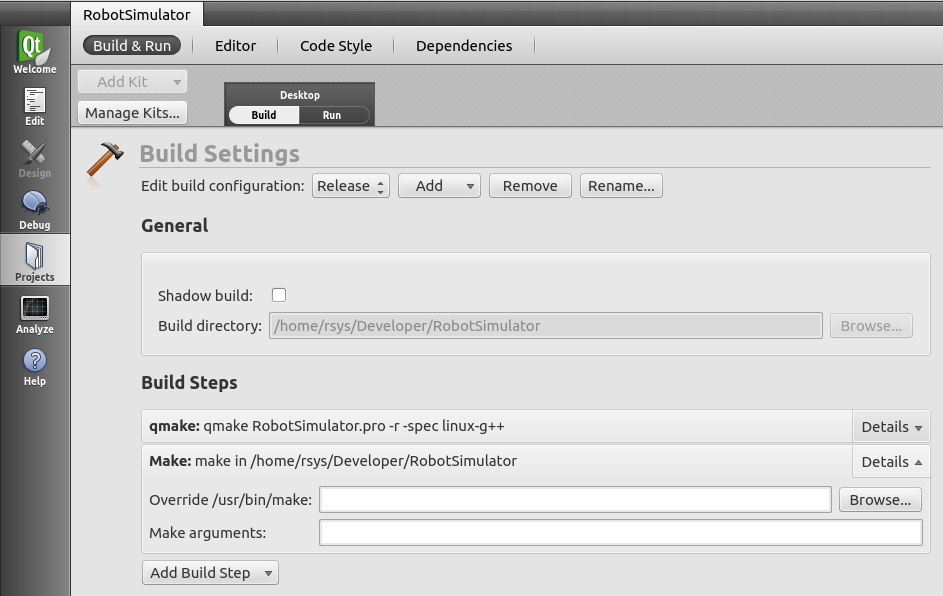 RobotSimulator
Build & Run Editor Code Style Dependencies
Qt
Welcome
Edit
Design
Debug
Projects
Analyze
? Help
Add Kit
Manage Kits...
Desktop
Build Run
Build Settings
Edit build configuration: Release Add Remove Rename...
General
Shadow build:
Build directory: /home/rsys/Developer/RobotSimulator Browse...
Build Steps
qmake: qmake RobotSimulator.pro -r -spec linux-g++ Details
Make: make in /home/rsys/Developer/RobotSimulator Details
Override /usr/bin/make: Browse...
Make arguments:
Add Build Step